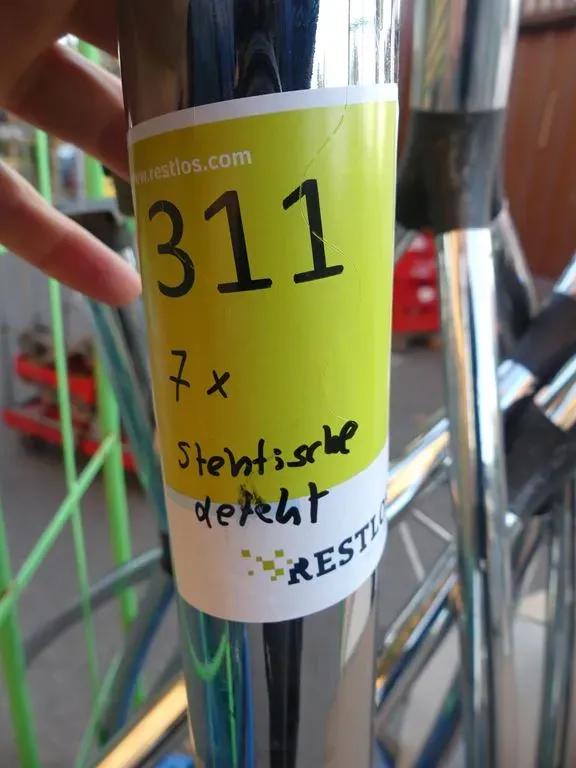 w.restlos.com
311
7 x
Stehtische
defekt
RESTLO